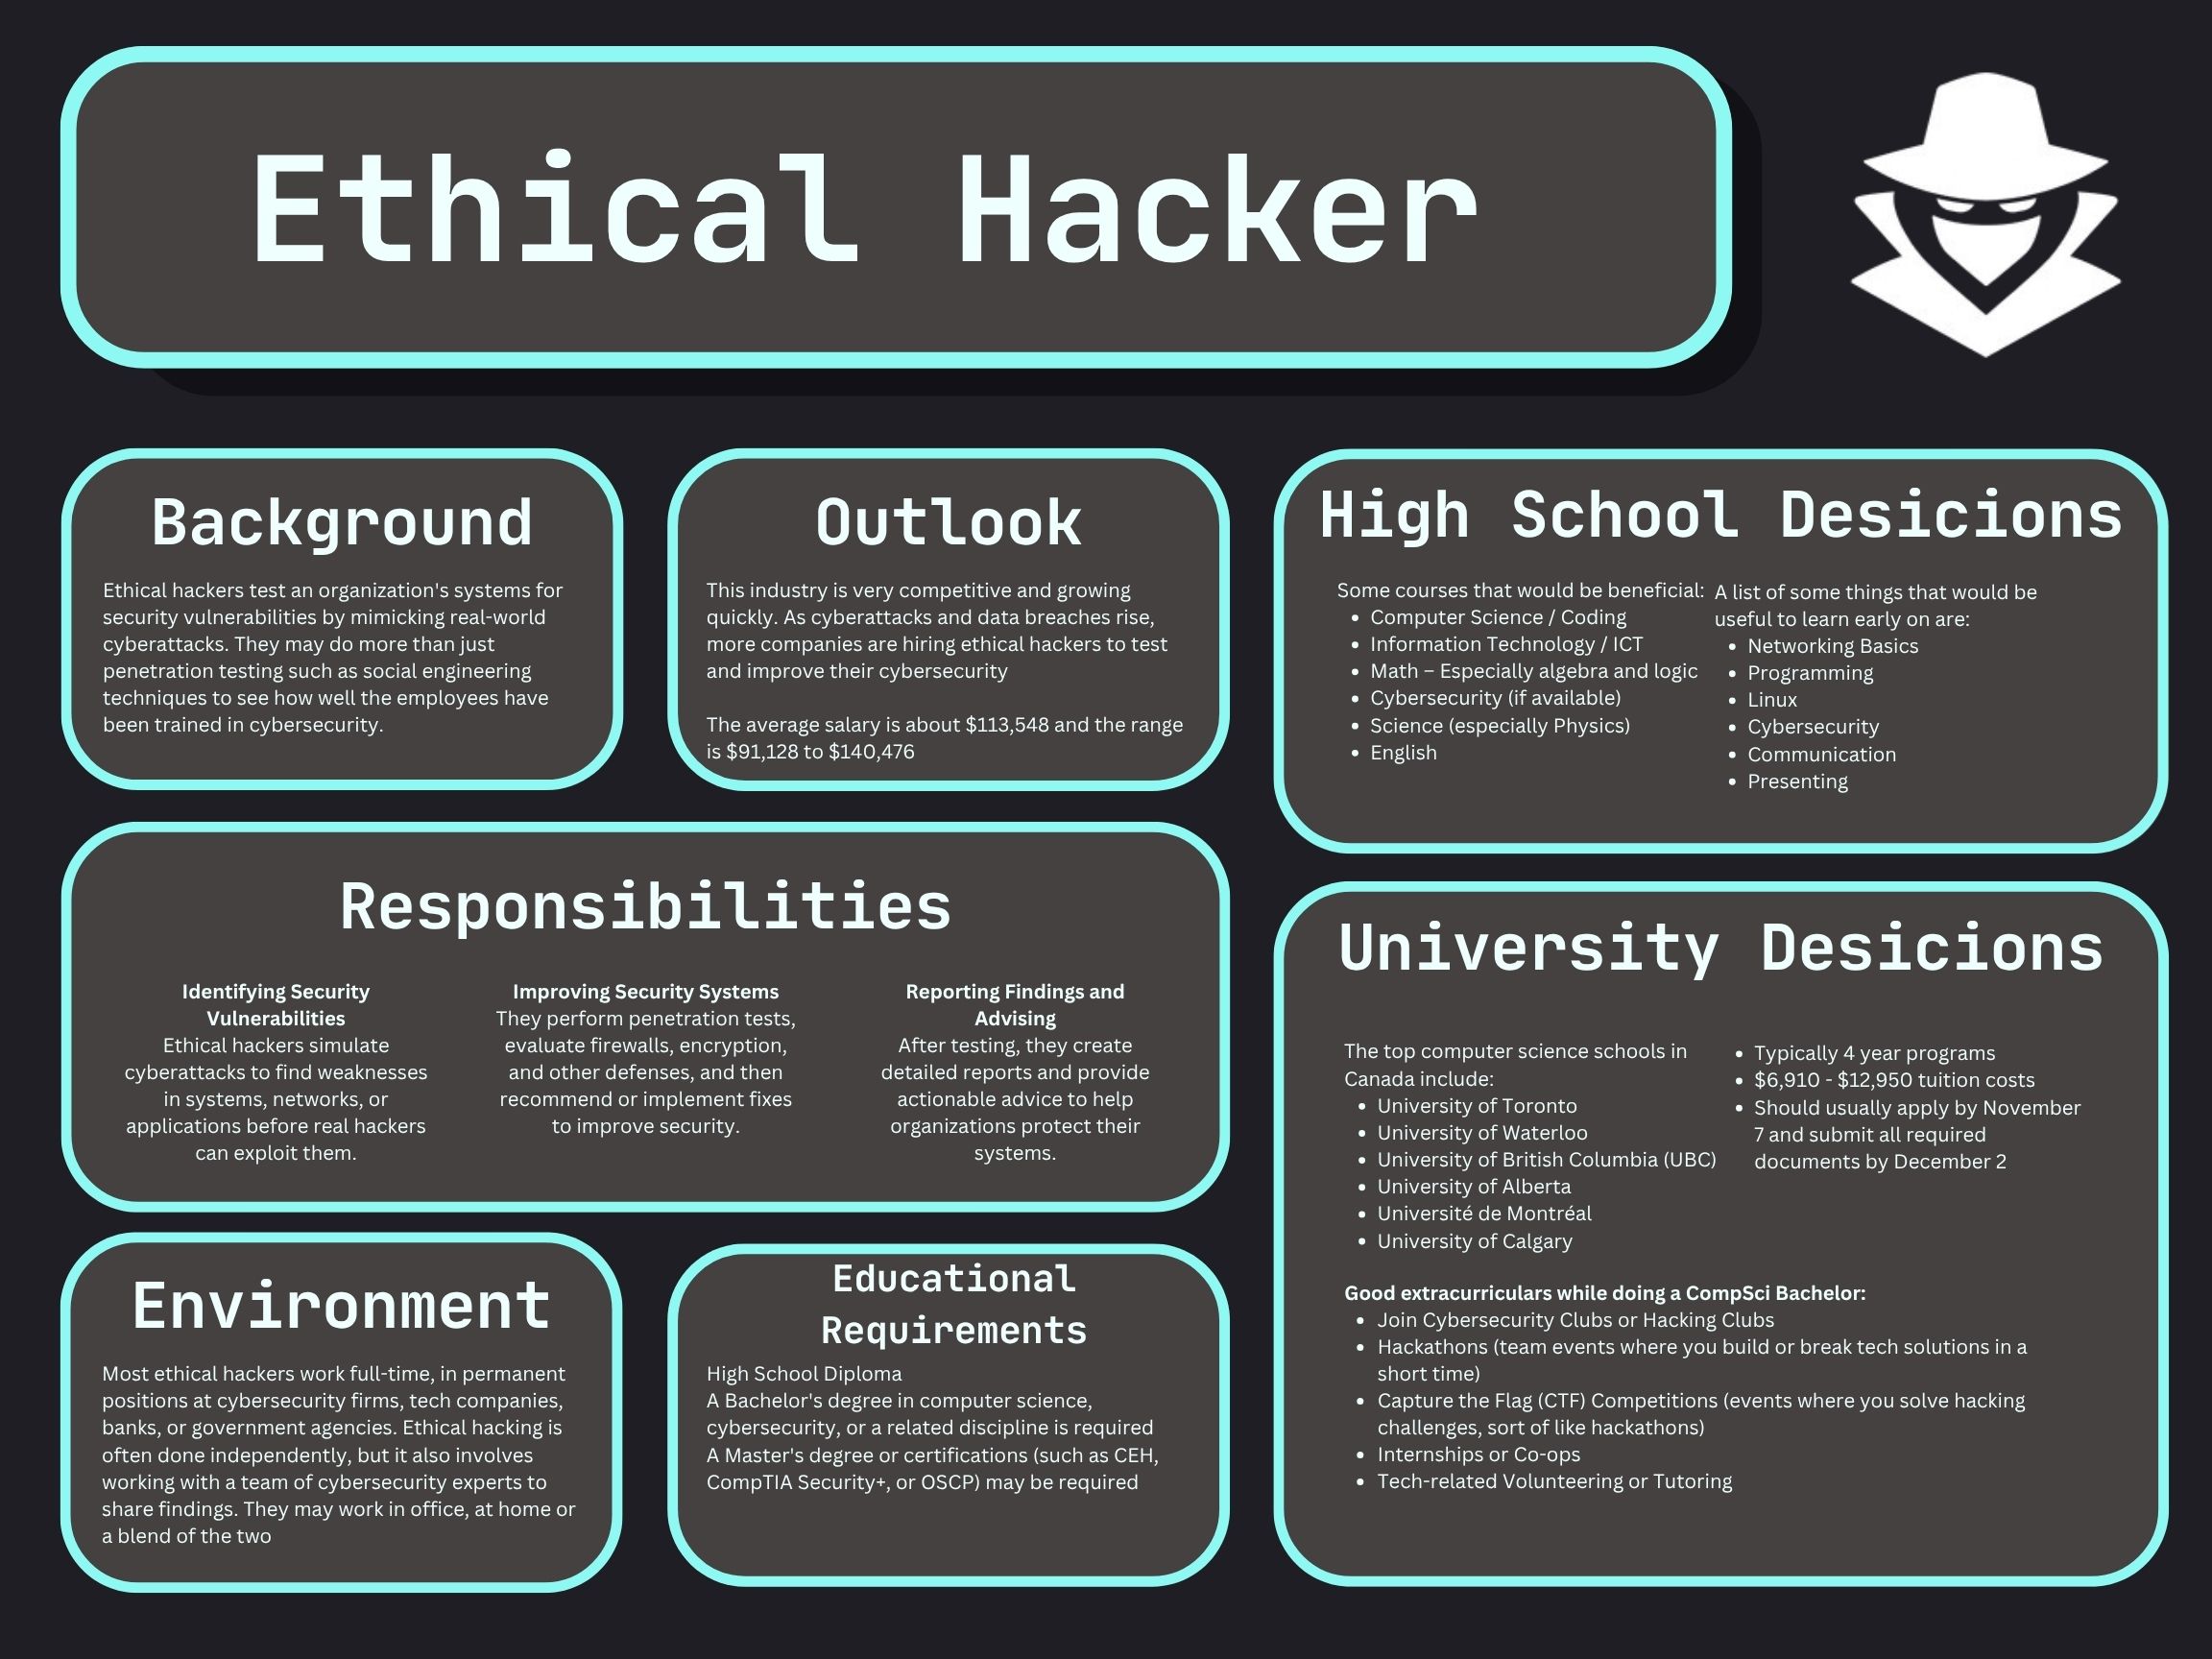 Ethical Hacker
Background
Ethical hackers test an organization's systems for
security vulnerabilities by mimicking real-world
cyberattacks. They may do more than just
penetration testing such as social engineering
techniques to see how well the employees have
been trained in cybersecurity.
Outlook
This industry is very competitive and growing
quickly. As cyberattacks and data breaches rise,
more companies are hiring ethical hackers to test
and improve their cybersecurity
The average salary is about $113,548 and the range
is $91,128 to $140,476
High School Desicions
Some courses that would be beneficial:
• Computer Science / Coding
• Information Technology / ICT
• Math – Especially algebra and logic
• Cybersecurity (if available)
• Science (especially Physics)
• English
A list of some things that would be
useful to learn early on are:
• Networking Basics
• Programming
• Linux
• Cybersecurity
• Communication
• Presenting
Responsibilities
Identifying Security
Vulnerabilities
Ethical hackers simulate
cyberattacks to find weaknesses
in systems, networks, or
applications before real hackers
can exploit them.
Improving Security Systems
They perform penetration tests,
evaluate firewalls, encryption,
and other defenses, and then
recommend or implement fixes
to improve security.
Reporting Findings and
Advising
After testing, they create
detailed reports and provide
actionable advice to help
organizations protect their
systems.
University Desicions
The top computer science schools in
Canada include:
• University of Toronto
• University of Waterloo
• University of British Columbia (UBC)
• University of Alberta
• Université de Montréal
• University of Calgary
• Typically 4 year programs
• $6,910 - $12,950 tuition costs
• Should usually apply by November
7 and submit all required
documents by December 2
Good extracurriculars while doing a CompSci Bachelor:
• Join Cybersecurity Clubs or Hacking Clubs
• Hackathons (team events where you build or break tech solutions in a
short time)
• Capture the Flag (CTF) Competitions (events where you solve hacking
challenges, sort of like hackathons)
• Internships or Co-ops
• Tech-related Volunteering or Tutoring
Environment
Most ethical hackers work full-time, in permanent
positions at cybersecurity firms, tech companies,
banks, or government agencies. Ethical hacking is
often done independently, but it also involves
working with a team of cybersecurity experts to
share findings. They may work in office, at home or
a blend of the two
Educational
Requirements
High School Diploma
A Bachelor's degree in computer science,
cybersecurity, or a related discipline is required
A Master's degree or certifications (such as CEH,
CompTIA Security+, or OSCP) may be required